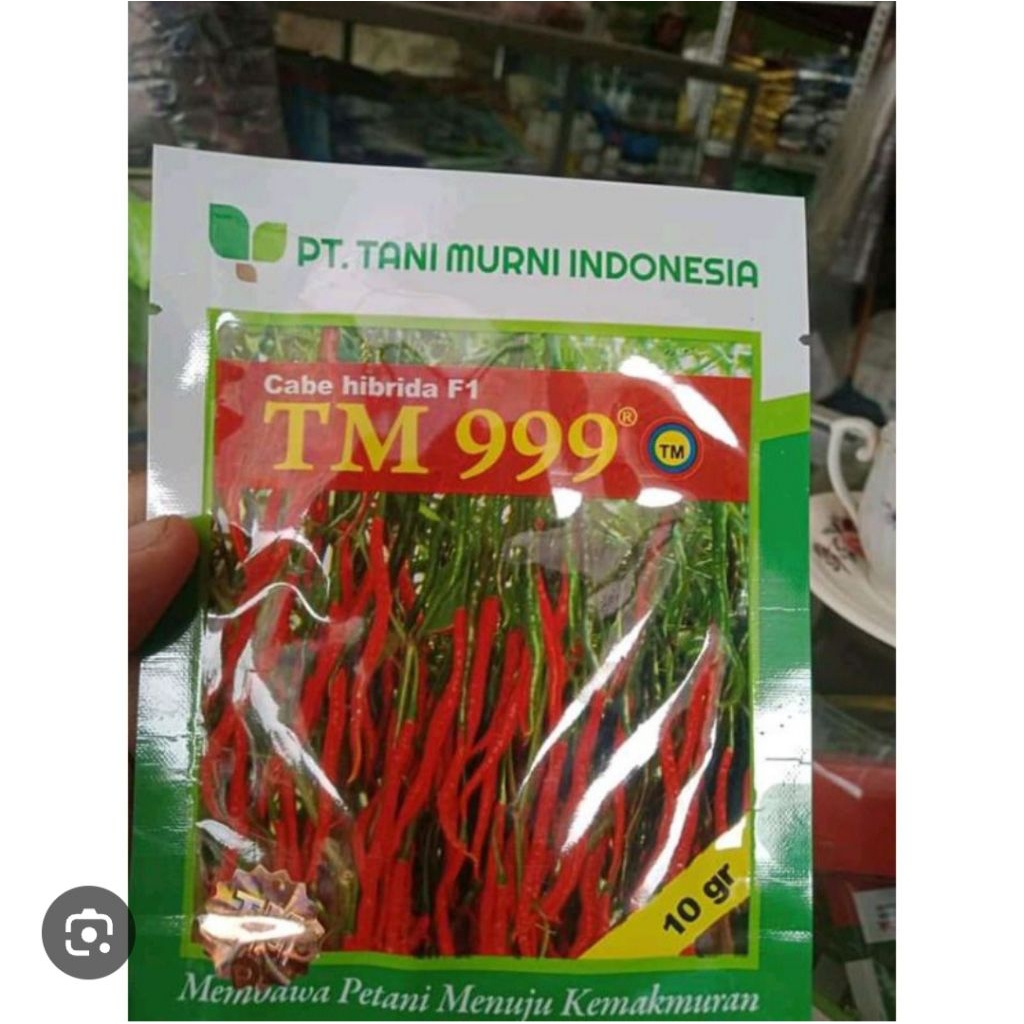 PT. TANI MURNI INDONESIA
Cabe hibrida F1
TM 999®
TM
10 gr
Membawa Petani Menuju Kemakmuran